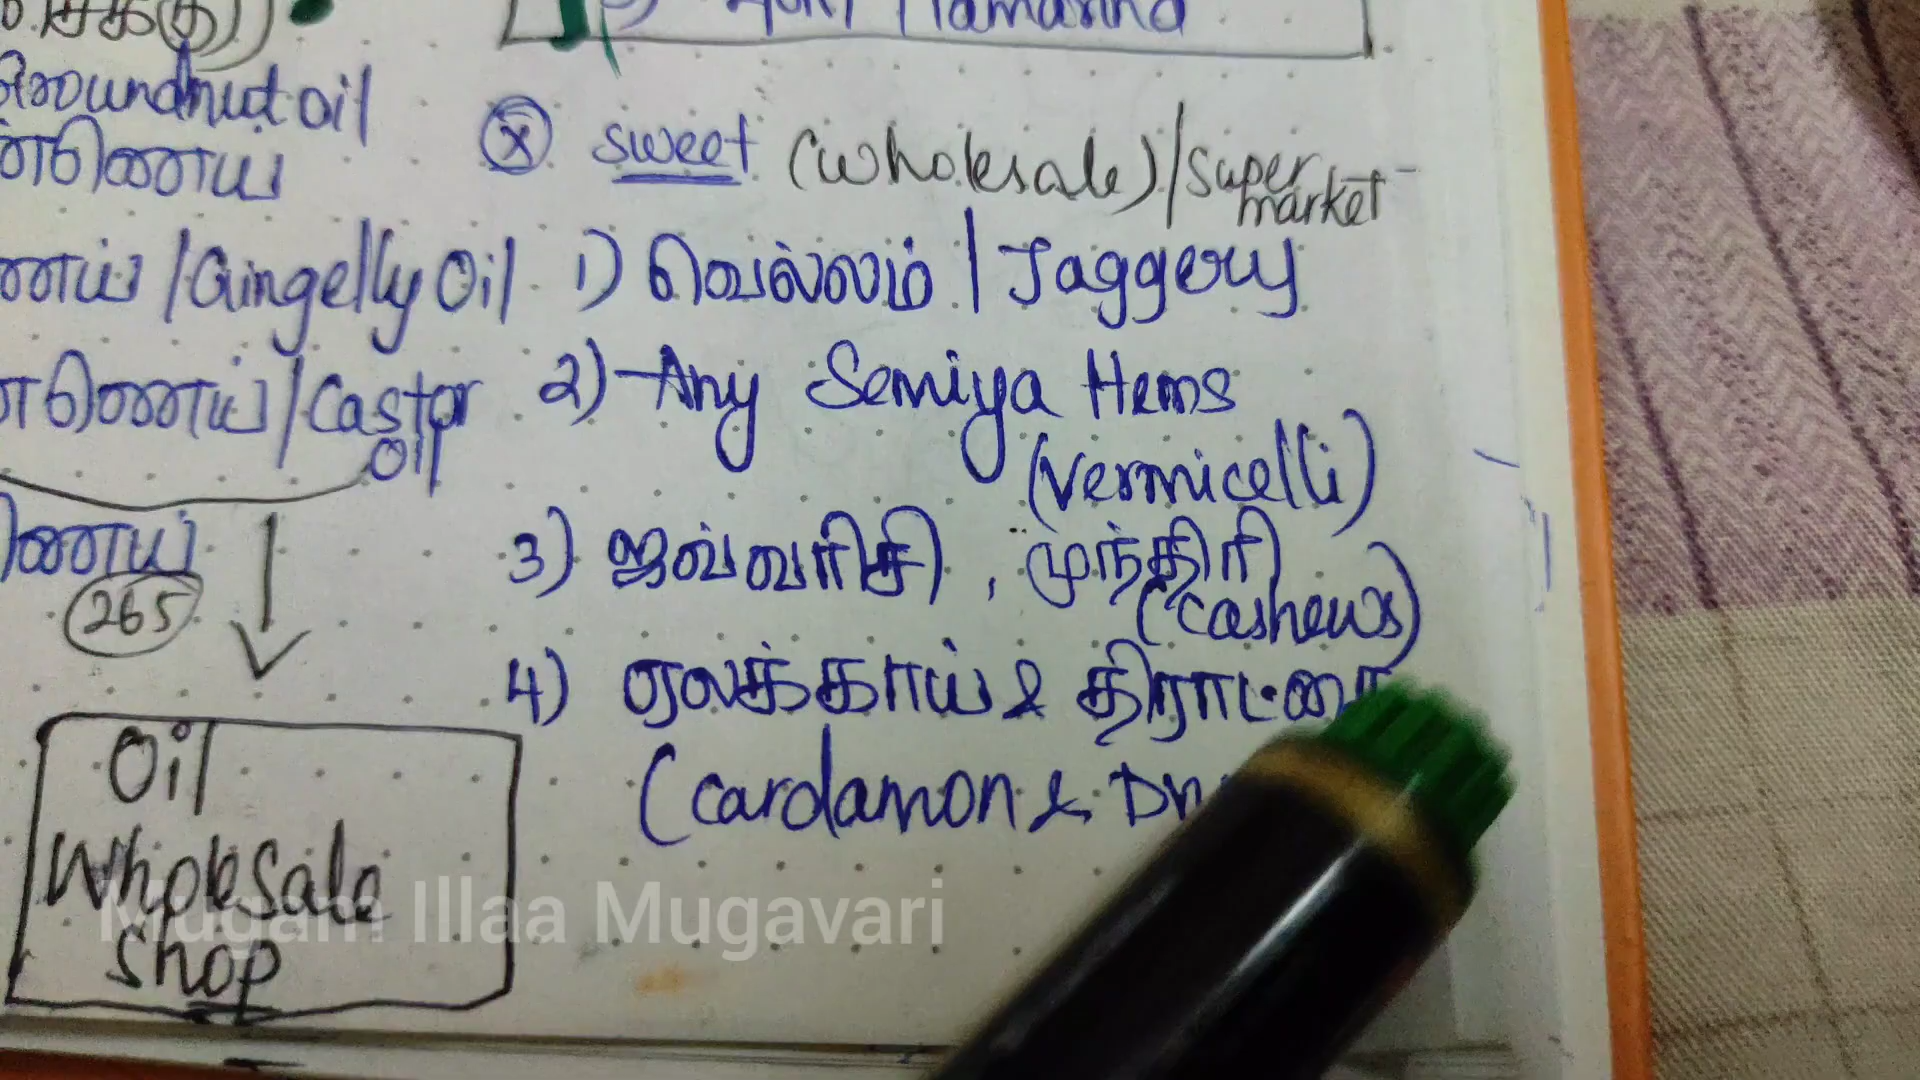 Tamarind
Groundnut oil
ⓧ sweet (wholesale)/super
market
/Gingelly Oil
1) வெல்லம் / Jaggery
/Castor
Oil
2) Any Semiya Items
(Vermicelli)
265
3) ஜவ்வரிசி , முந்திரி
(Cashews)
4) ஏலக்காய் &
(Cardamon &
Oil
Wholesale
Shop
Mugam Illaa Mugavari